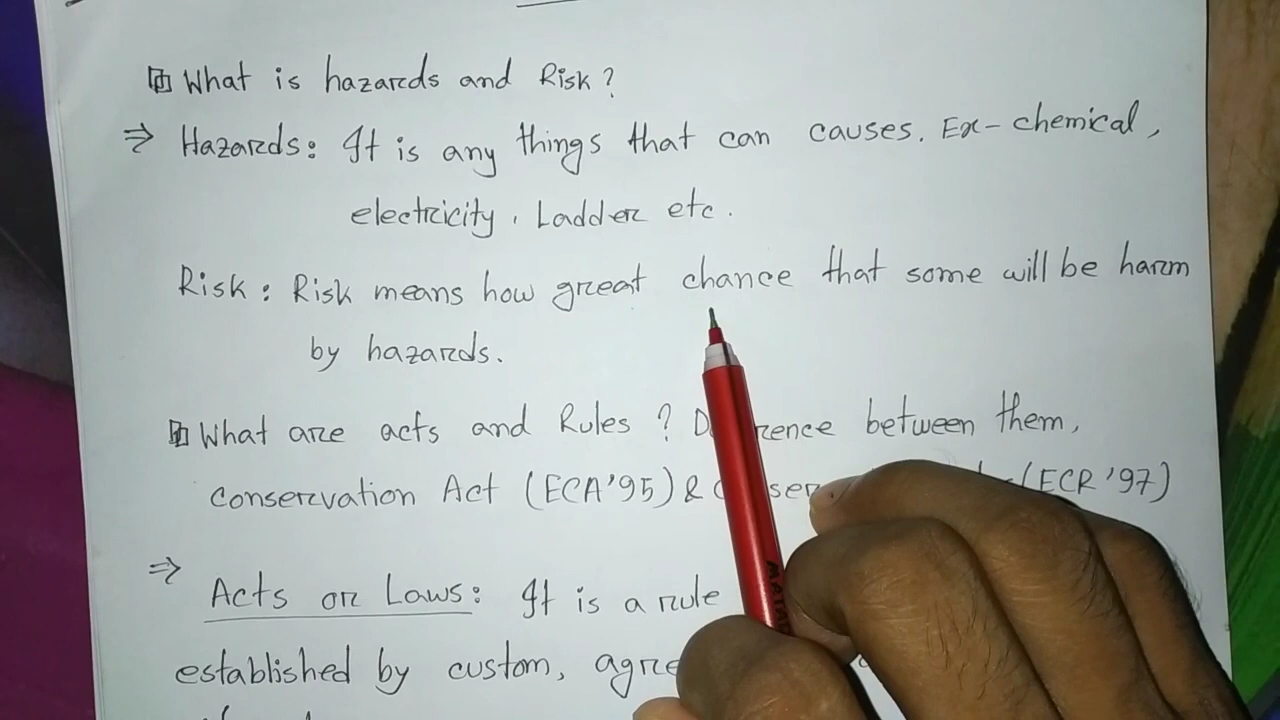 What is hazards and Risk?
⇒ Hazards: It is any things that can causes. Ex- chemical,
electricity, Ladder etc.
Risk: Risk means how great chance that some will be harm
by hazards.
What are acts and Rules? between them,
conservation Act (ECA'95) & (ECR'97)
⇒ Acts or Laws: It is a rule
established by custom,